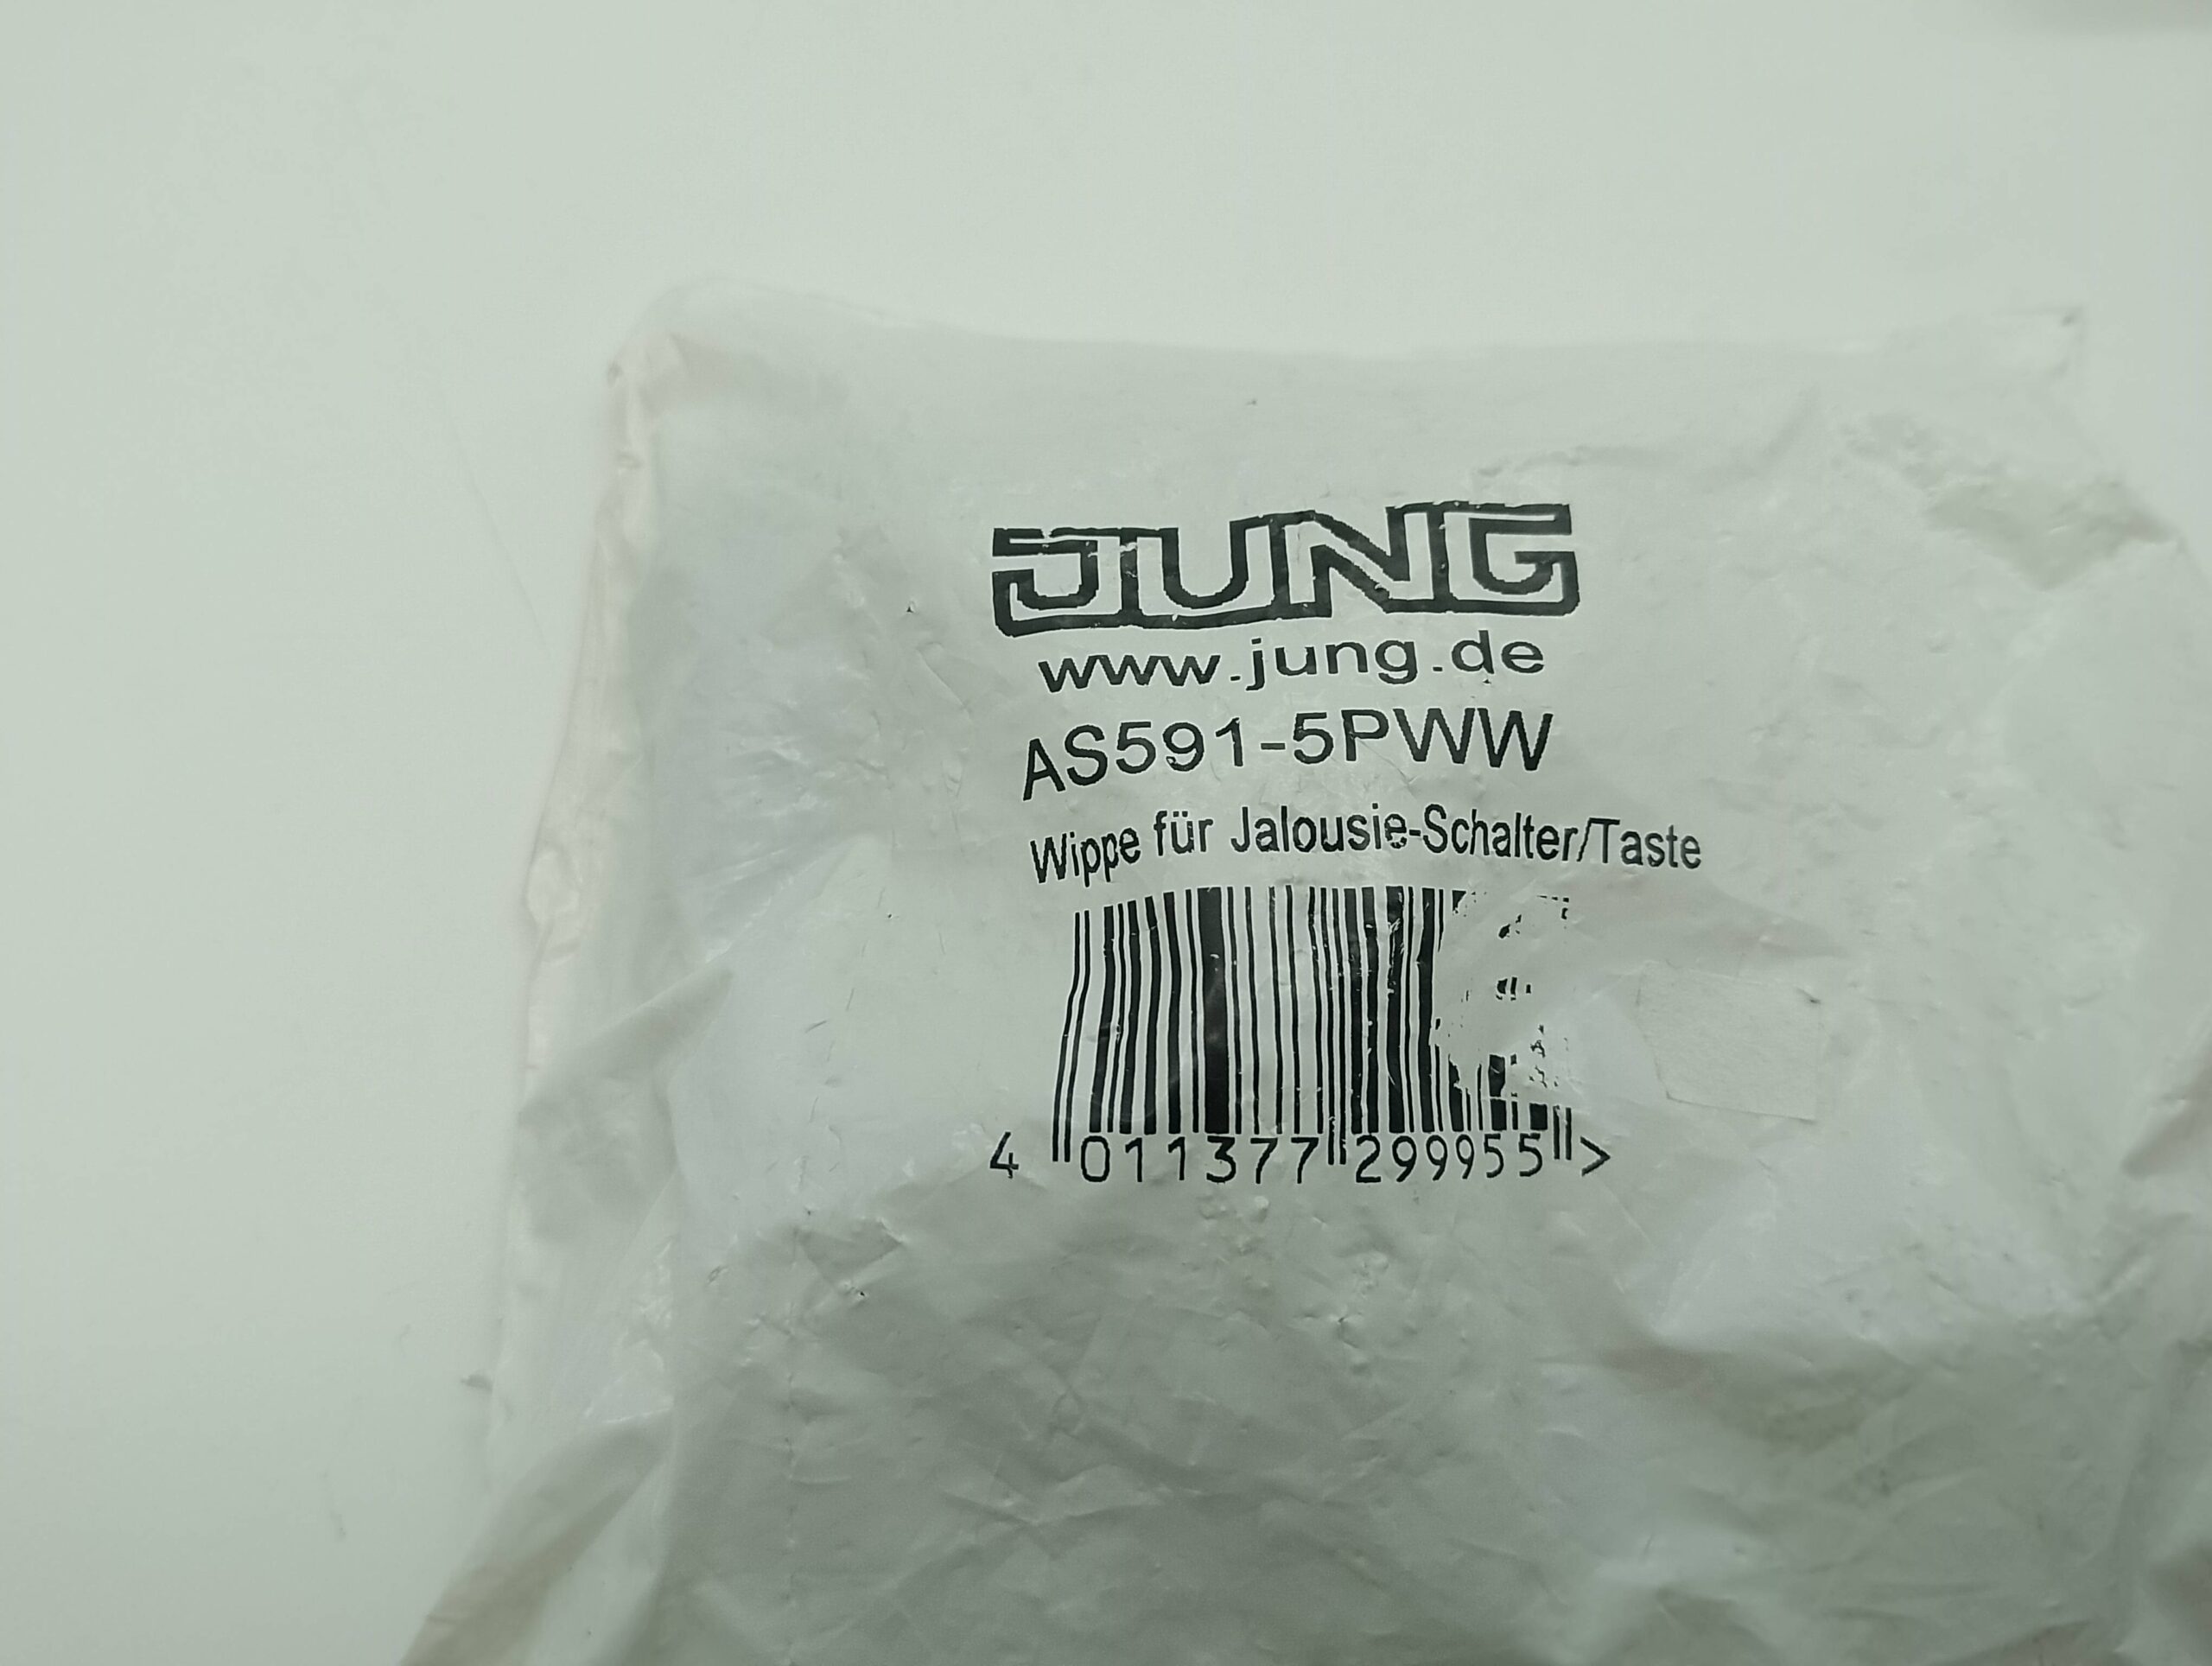 JUNG
www.jung.de
AS591-5PWW
Wippe für Jalousie-Schalter/Taste
4 011377 299955 >